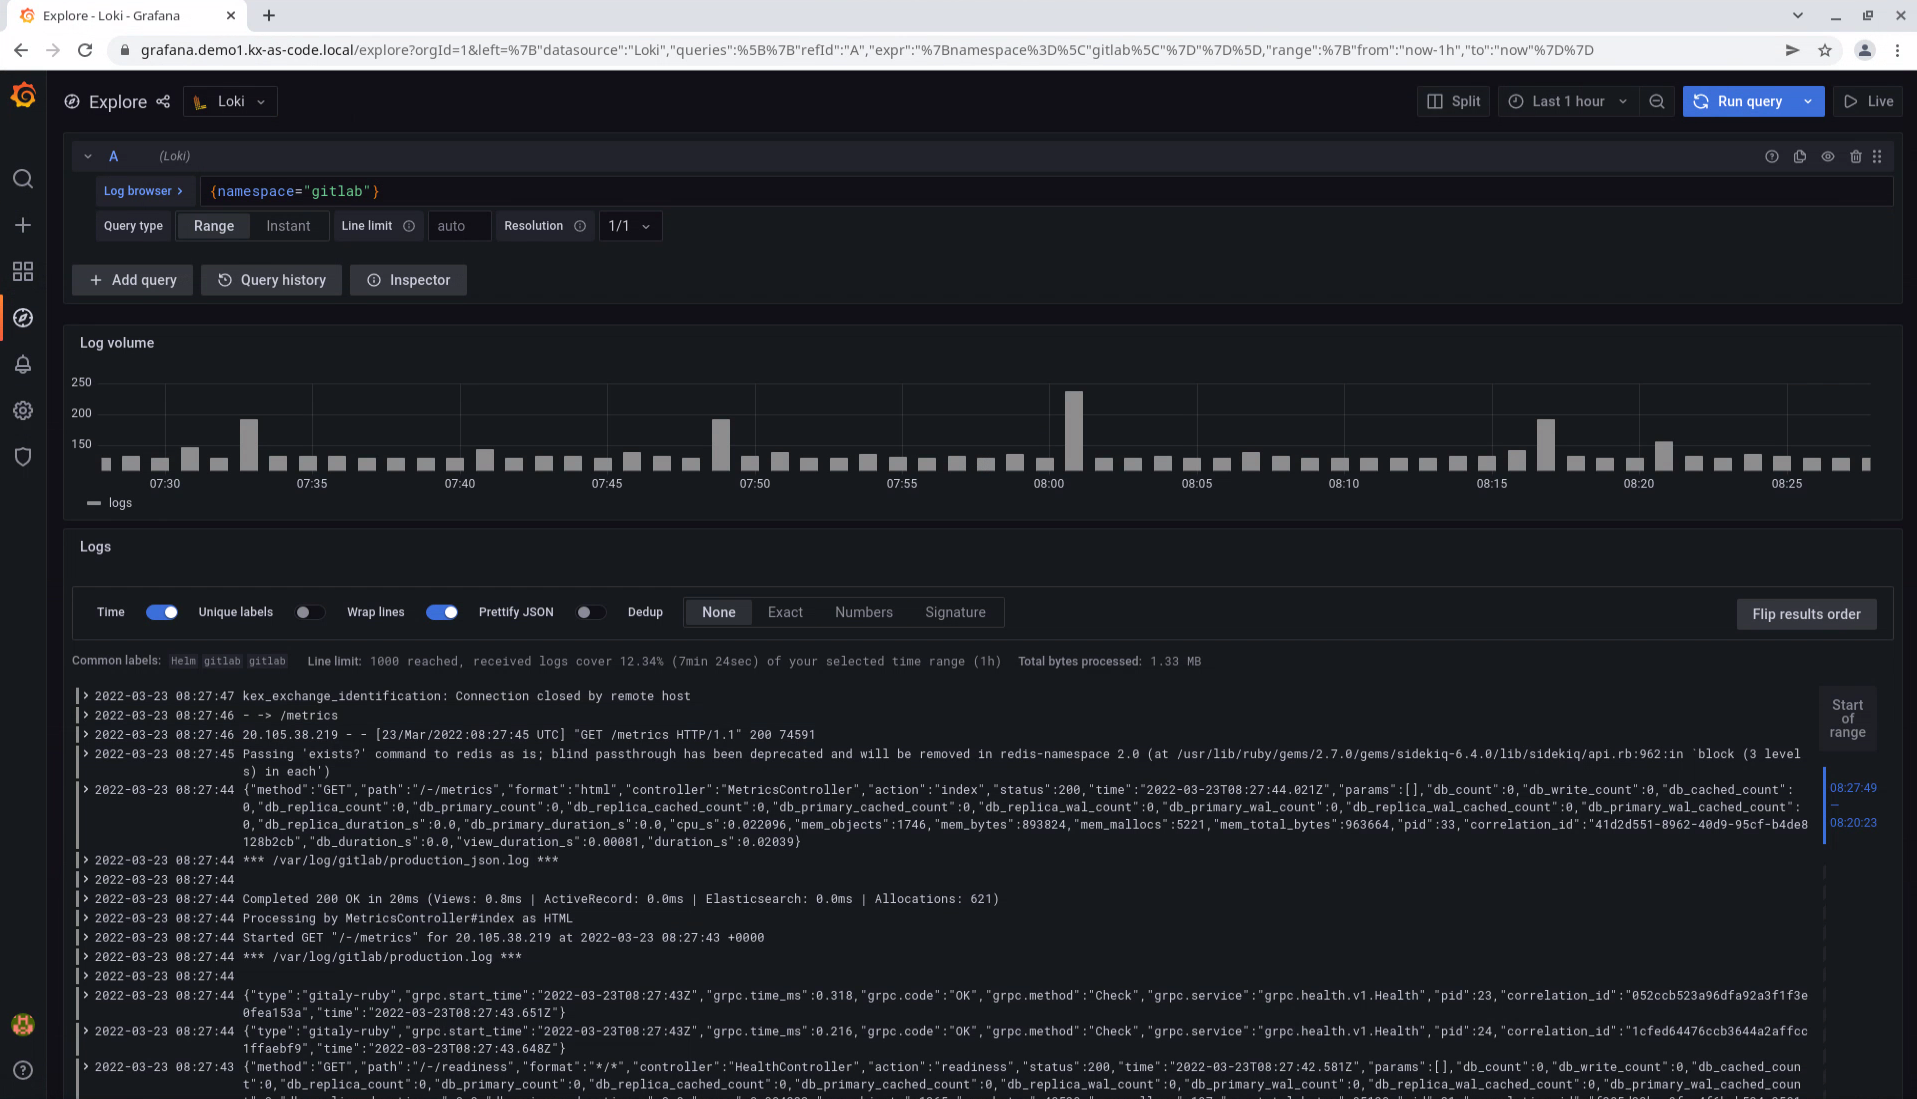 Explore - Loki - Grafana
grafana.demo1.kx-as-code.local/explore?orgId=1&left=%7B"datasource":"Loki","queries":%5B%7B"refId":"A","expr":"%7Bnamespace%3D%5C"gitlab%5C"%7D"%7D%5D,"range":%7B"from":"now-1h","to":"now"%7D%7D
Explore Loki Split Last 1 hour Run query Live
A (Loki)
Log browser > {namespace="gitlab"}
Query type Range Instant Line limit auto Resolution 1/1
+ Add query Query history Inspector
Log volume
250
200
150
07:30 07:35 07:40 07:45 07:50 07:55 08:00 08:05 08:10 08:15 08:20 08:25
logs
Logs
Time Unique labels Wrap lines Prettify JSON Dedup None Exact Numbers Signature Flip results order
Common labels: Helm gitlab gitlab Line limit: 1000 reached, received logs cover 12.34% (7min 24sec) of your selected time range (1h) Total bytes processed: 1.33 MB
> 2022-03-23 08:27:47 kex_exchange_identification: Connection closed by remote host
> 2022-03-23 08:27:46 - -> /metrics
> 2022-03-23 08:27:46 20.105.38.219 - - [23/Mar/2022:08:27:45 UTC] "GET /metrics HTTP/1.1" 200 74591
> 2022-03-23 08:27:45 Passing 'exists?' command to redis as is; blind passthrough has been deprecated and will be removed in redis-namespace 2.0 (at /usr/lib/ruby/gems/2.7.0/gems/sidekiq-6.4.0/lib/sidekiq/api.rb:962:in `block (3 level
s) in each')
> 2022-03-23 08:27:44 {"method":"GET","path":"/-/metrics","format":"html","controller":"MetricsController","action":"index","status":200,"time":"2022-03-23T08:27:44.021Z","params":[],"db_count":0,"db_write_count":0,"db_cached_count":
0,"db_replica_count":0,"db_primary_count":0,"db_replica_cached_count":0,"db_primary_cached_count":0,"db_replica_wal_count":0,"db_primary_wal_count":0,"db_replica_wal_cached_count":0,"db_primary_wal_cached_count":
0,"db_replica_duration_s":0.0,"db_primary_duration_s":0.0,"cpu_s":0.022096,"mem_objects":1746,"mem_bytes":893824,"mem_mallocs":5221,"mem_total_bytes":963664,"pid":33,"correlation_id":"41d2d551-8962-40d9-95cf-b4de8
128b2cb","db_duration_s":0.0,"view_duration_s":0.00081,"duration_s":0.02039}
> 2022-03-23 08:27:44 *** /var/log/gitlab/production_json.log ***
> 2022-03-23 08:27:44
> 2022-03-23 08:27:44 Completed 200 OK in 20ms (Views: 0.8ms | ActiveRecord: 0.0ms | Elasticsearch: 0.0ms | Allocations: 621)
> 2022-03-23 08:27:44 Processing by MetricsController#index as HTML
> 2022-03-23 08:27:44 Started GET "/-/metrics" for 20.105.38.219 at 2022-03-23 08:27:43 +0000
> 2022-03-23 08:27:44 *** /var/log/gitlab/production.log ***
> 2022-03-23 08:27:44
> 2022-03-23 08:27:44 {"type":"gitaly-ruby","grpc.start_time":"2022-03-23T08:27:43Z","grpc.time_ms":0.318,"grpc.code":"OK","grpc.method":"Check","grpc.service":"grpc.health.v1.Health","pid":23,"correlation_id":"052ccb523a96dfa92a3f1f3e
0fea153a","time":"2022-03-23T08:27:43.651Z"}
> 2022-03-23 08:27:44 {"type":"gitaly-ruby","grpc.start_time":"2022-03-23T08:27:43Z","grpc.time_ms":0.216,"grpc.code":"OK","grpc.method":"Check","grpc.service":"grpc.health.v1.Health","pid":24,"correlation_id":"1cfed64476ccb3644a2affcc
1ffaebf9","time":"2022-03-23T08:27:43.648Z"}
> 2022-03-23 08:27:43 {"method":"GET","path":"/-/readiness","format":"*/*","controller":"HealthController","action":"readiness","status":200,"time":"2022-03-23T08:27:42.581Z","params":[],"db_count":0,"db_write_count":0,"db_cached_coun
t":0,"db_replica_count":0,"db_primary_count":0,"db_replica_cached_count":0,"db_primary_cached_count":0,"db_replica_wal_count":0,"db_primary_wal_count":0,"db_replica_wal_cached_count":0,"db_primary_wal_cached_coun
Start
of
range
08:27:49
—
08:20:23